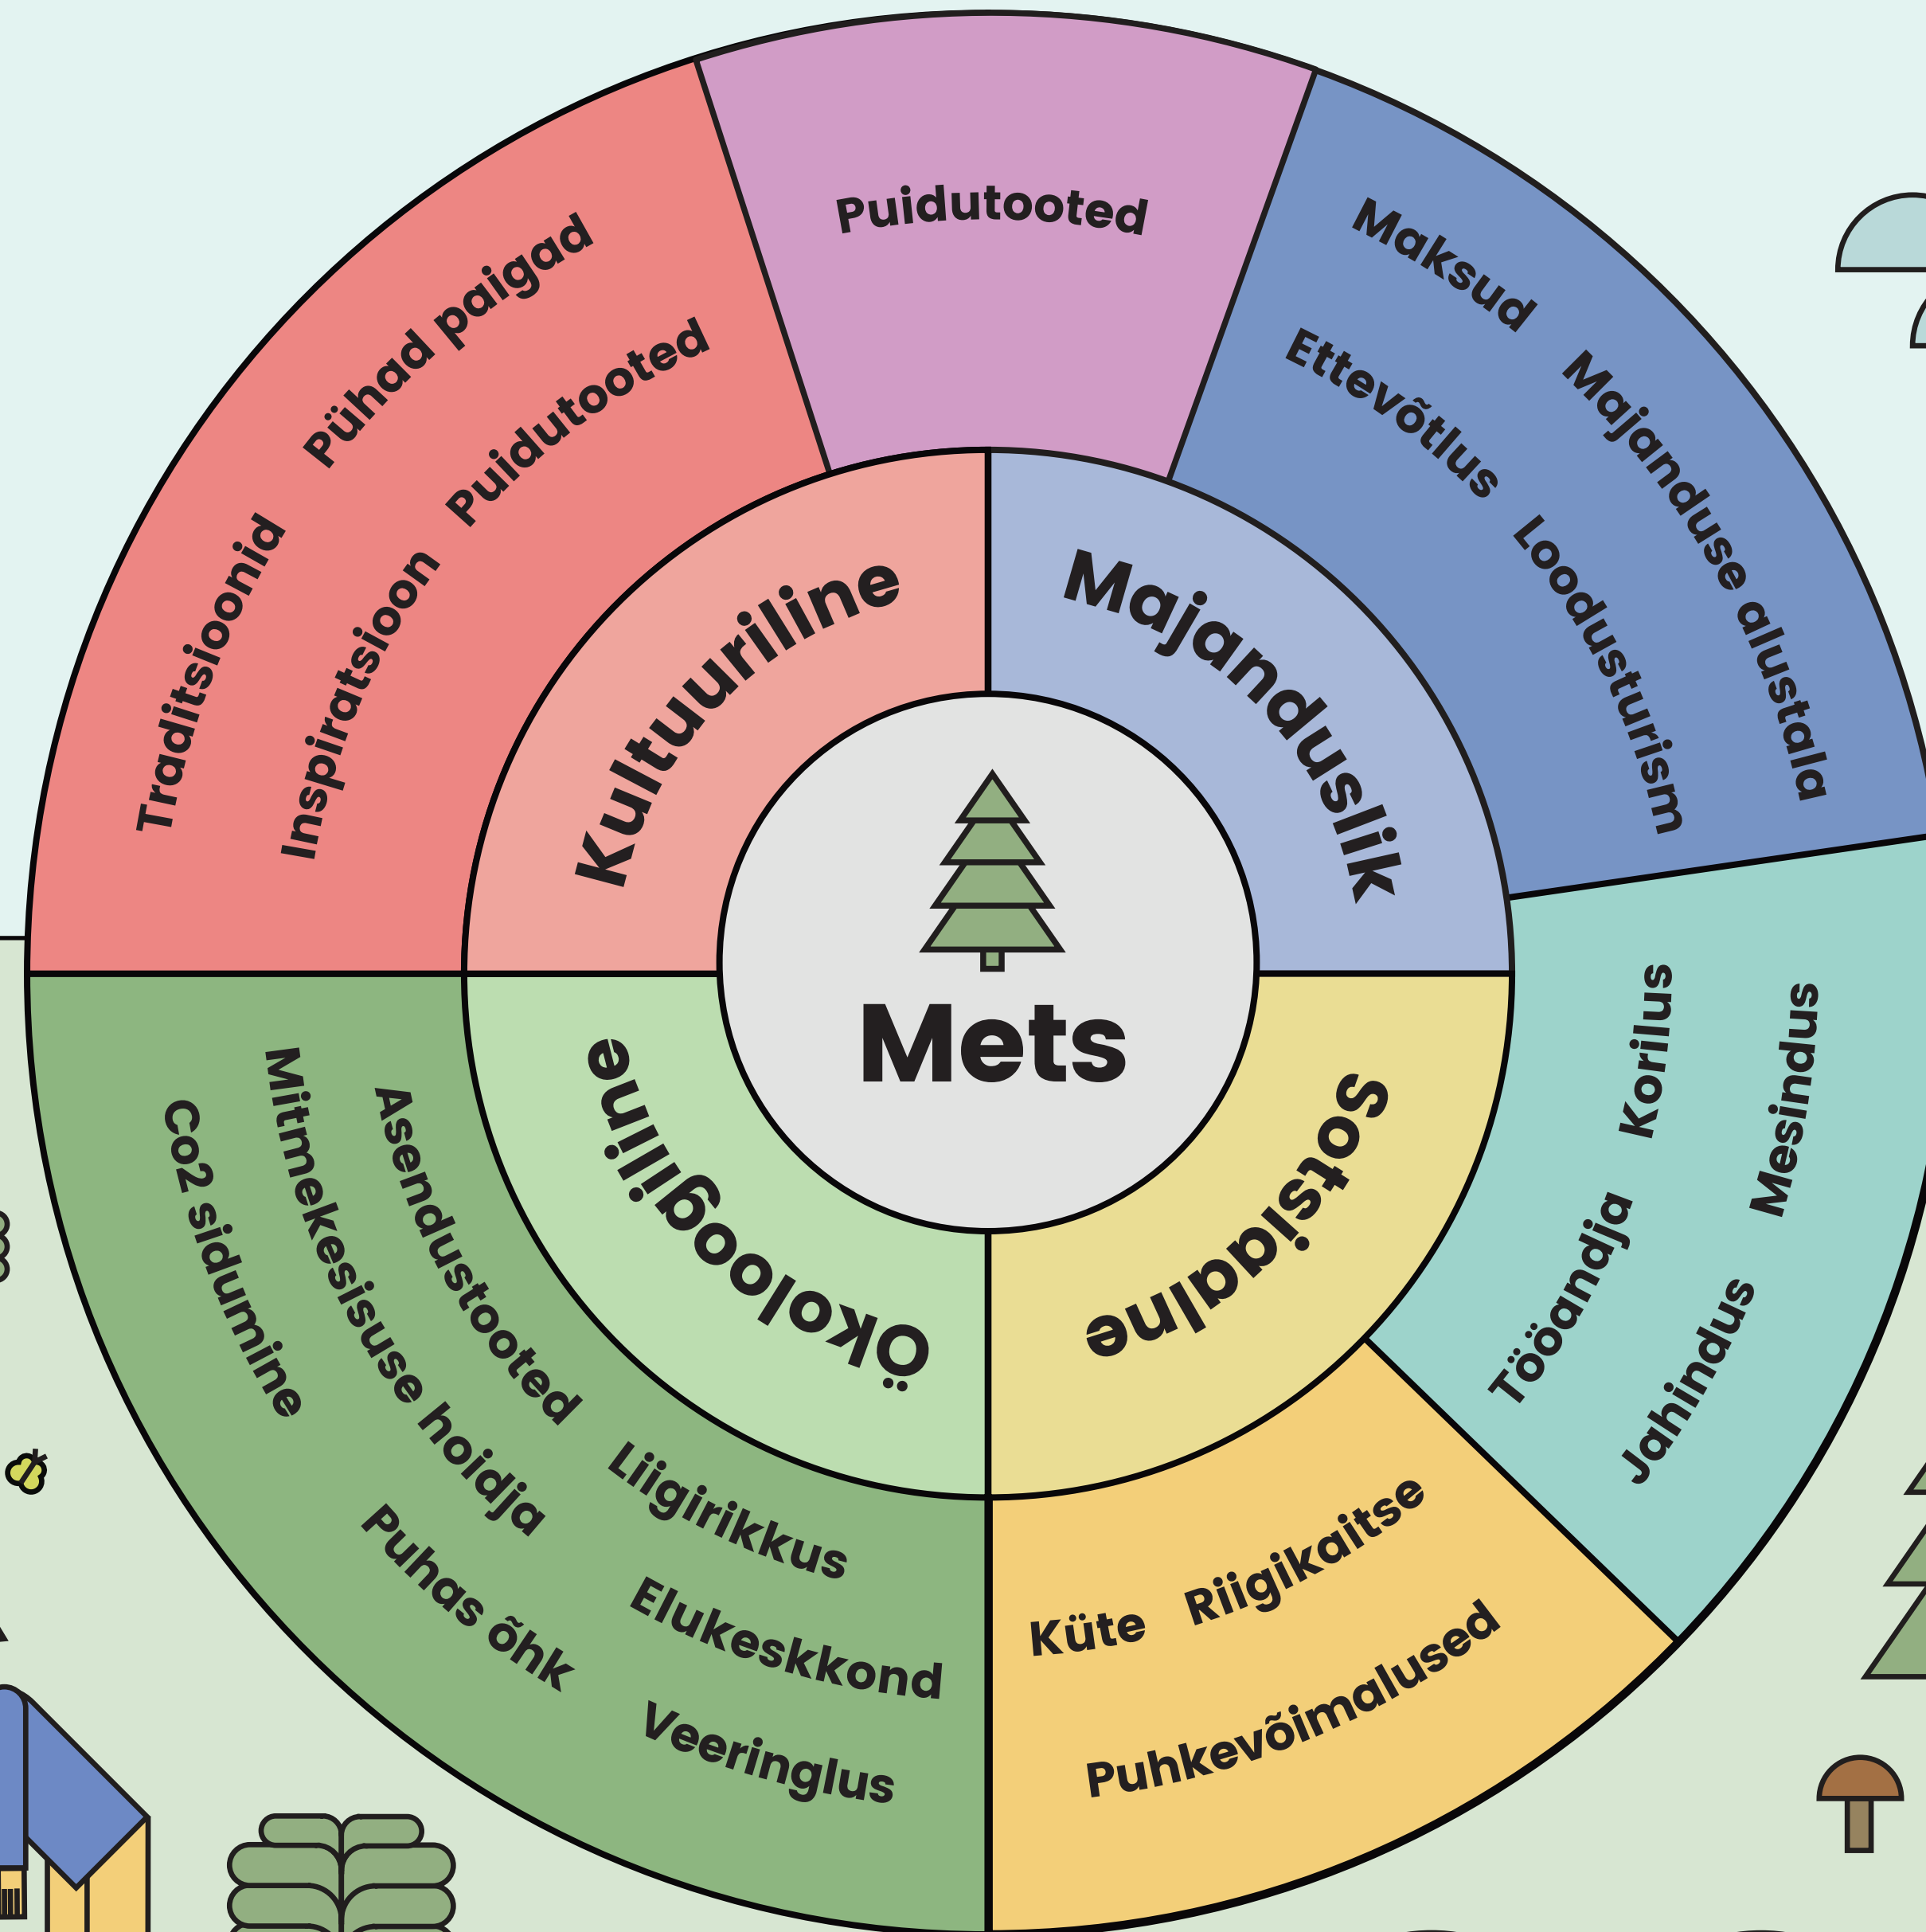 Mets
Kultuuriline
Majanduslik
Sotsiaalne
Ökoloogiline
Pühad paigad
Puidutooted
Traditsioonid
Inspiratsioon
Puidutooted
Maksud
Ettevõtlus
Majanduse alustala
Loodusturism
Korilus
Mesindus
Tööandja
Jahindus
Küte
Riigikaitse
Puhkevõimalused
Asendustooted
Mitmekesisuse hoidja
Co2 sidumine
Puhas õhk
Liigirikkus
Elukeskkond
Veeringlus